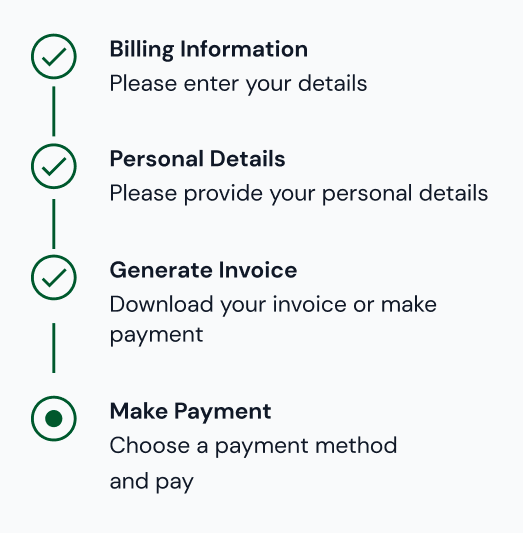 Billing Information
Please enter your details
Personal Details
Please provide your personal details
Generate Invoice
Download your invoice or make
payment
Make Payment
Choose a payment method
and pay